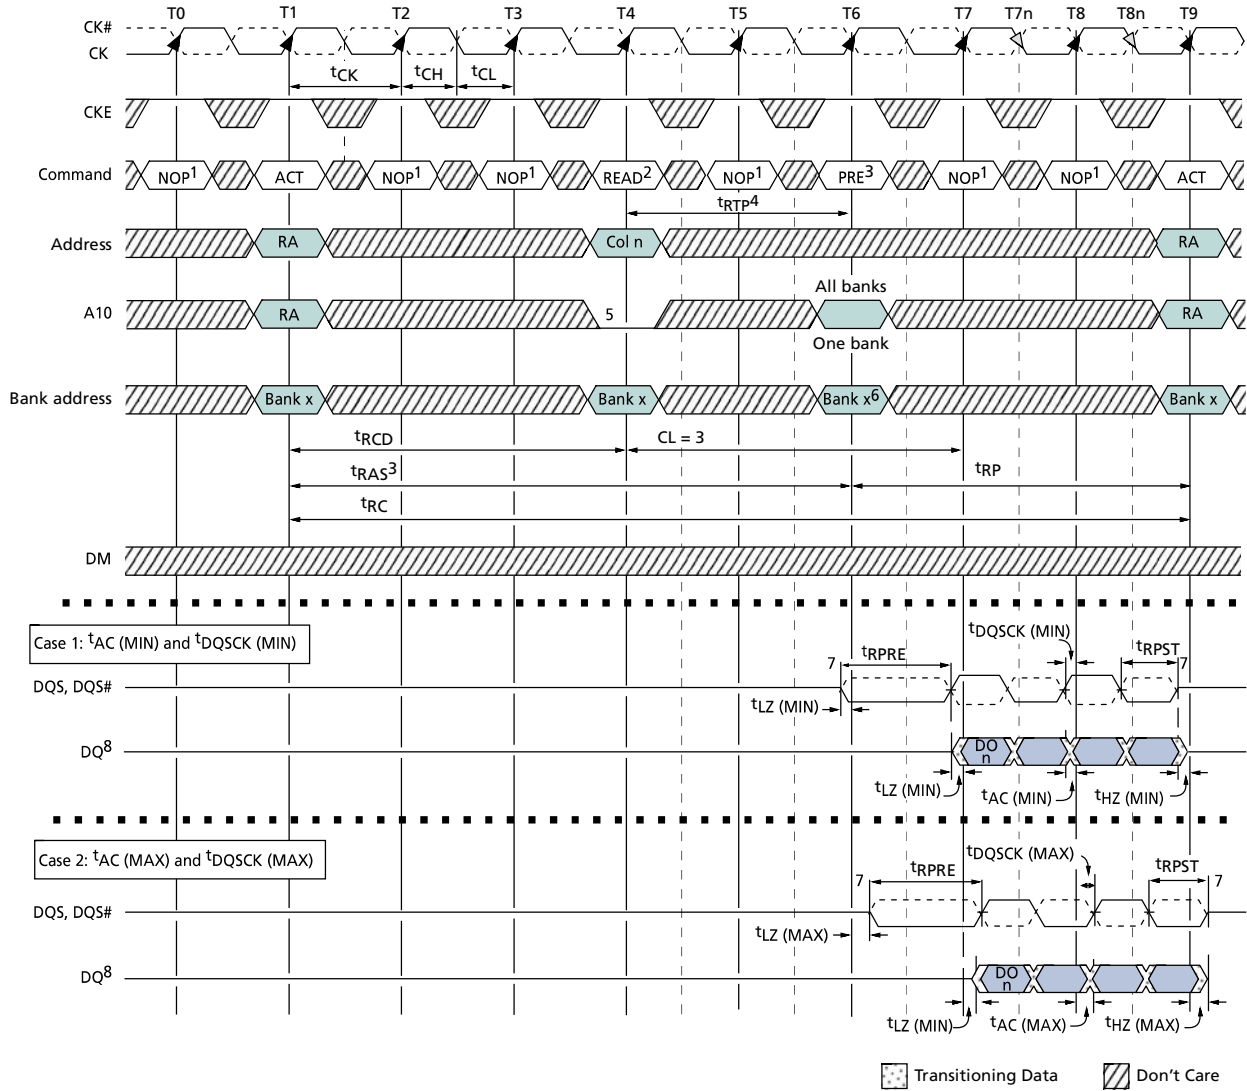 T0 T1 T2 T3 T4 T5 T6 T7 T7n T8 T8n T9
CK#
CK
tCK tCH tCL
CKE
Command NOP1 ACT NOP1 NOP1 READ2 NOP1 PRE3 NOP1 NOP1 ACT
tRTP4
Address RA Col n RA
All banks
A10 RA 5 RA
One bank
Bank address Bank x Bank x Bank x6 Bank x
tRCD CL = 3
tRAS3 tRP
tRC
DM
Case 1: tAC (MIN) and tDQSCK (MIN)
tDQSCK (MIN)
7 tRPRE tRPST 7
DQS, DQS#
tLZ (MIN)
DQ8 DO
n
tLZ (MIN) tAC (MIN) tHZ (MIN)
Case 2: tAC (MAX) and tDQSCK (MAX)
tDQSCK (MAX)
7 tRPRE tRPST 7
DQS, DQS#
tLZ (MAX)
DQ8 DO
n
tLZ (MIN) tAC (MAX) tHZ (MAX)
Transitioning Data Don't Care